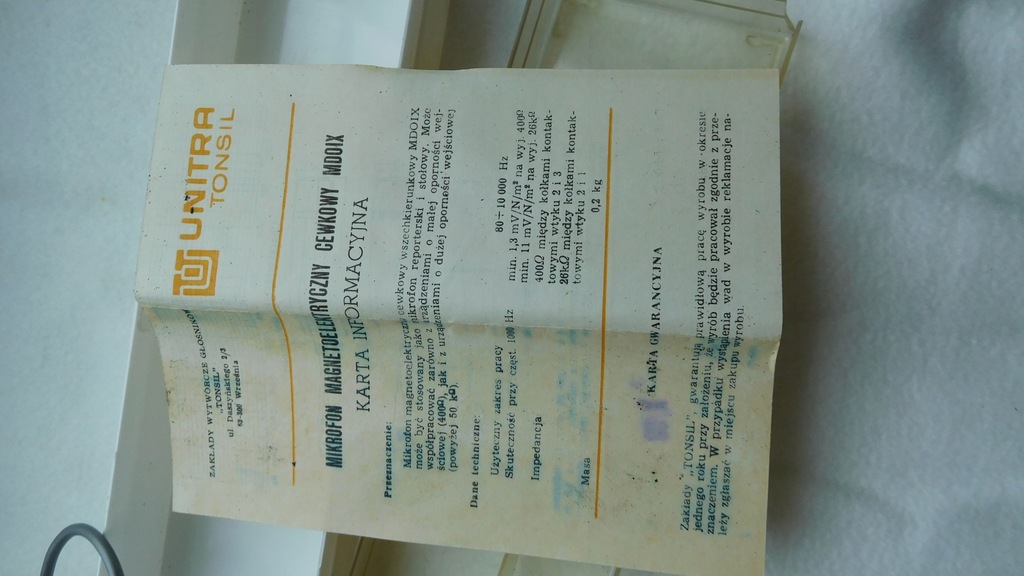 ZAKŁADY WYTWÓRCZE GŁOŚNIKÓW
„TONSIL"
ul Daszyńskiego 2/3
62-300 Września
UNITRA
TONSIL
MIKROFON MAGNETOELEKTRYCZNY CEWKOWY MDOIX
KARTA INFORMACYJNA
Przeznaczenie:
Mikrofon magnetoelektryczny cewkowy wszechkierunkowy MDOIX
może być stosowany jako mikrofon reporterski i stołowy. Może
współpracować zarówno z urządzeniami o małej oporności wej-
ściowej (400Ω), jak i z urządzeniami o dużej oporności wejściowej
(powyżej 50 kΩ).
Dane techniczne:
Użyteczny zakres pracy 80÷10 000 Hz
Skuteczność przy częst. 1000 Hz min. 1,3 mV/N/m² na wyj. 400Ω
min. 11 mV/N/m² na wyj. 26kΩ
Impedancja 400Ω między kołkami kontak-
towymi wtyku 2 i 3
26kΩ między kołkami kontak-
towymi wtyku 2 i 1
Masa 0,2 kg
KARTA GWARANCYJNA
Zakłady „TONSIL" gwarantują prawidłową pracę wyrobu w okresie
jednego roku przy założeniu, że wyrób będzie pracował zgodnie z prze-
znaczeniem. W przypadku wystąpienia wad w wyrobie reklamacje na-
leży zgłaszać w miejscu zakupu wyrobu.